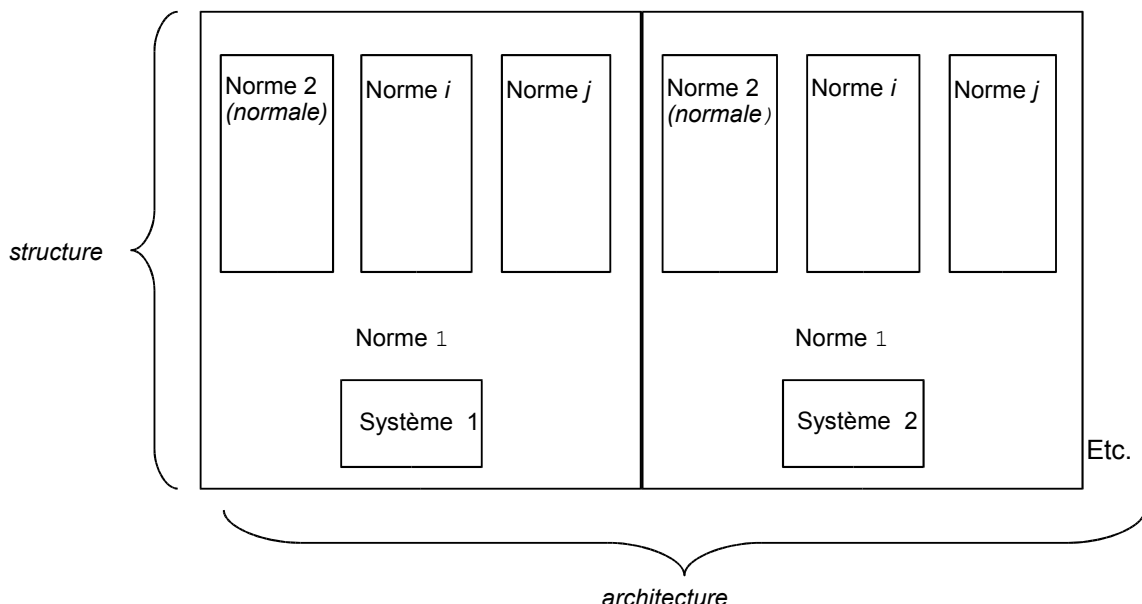 Norme 2
(normale)
Norme i
Norme j
Norme 2
(normale)
Norme i
Norme j
structure
Norme 1
Norme 1
Système 1
Système 2
Etc.
architecture